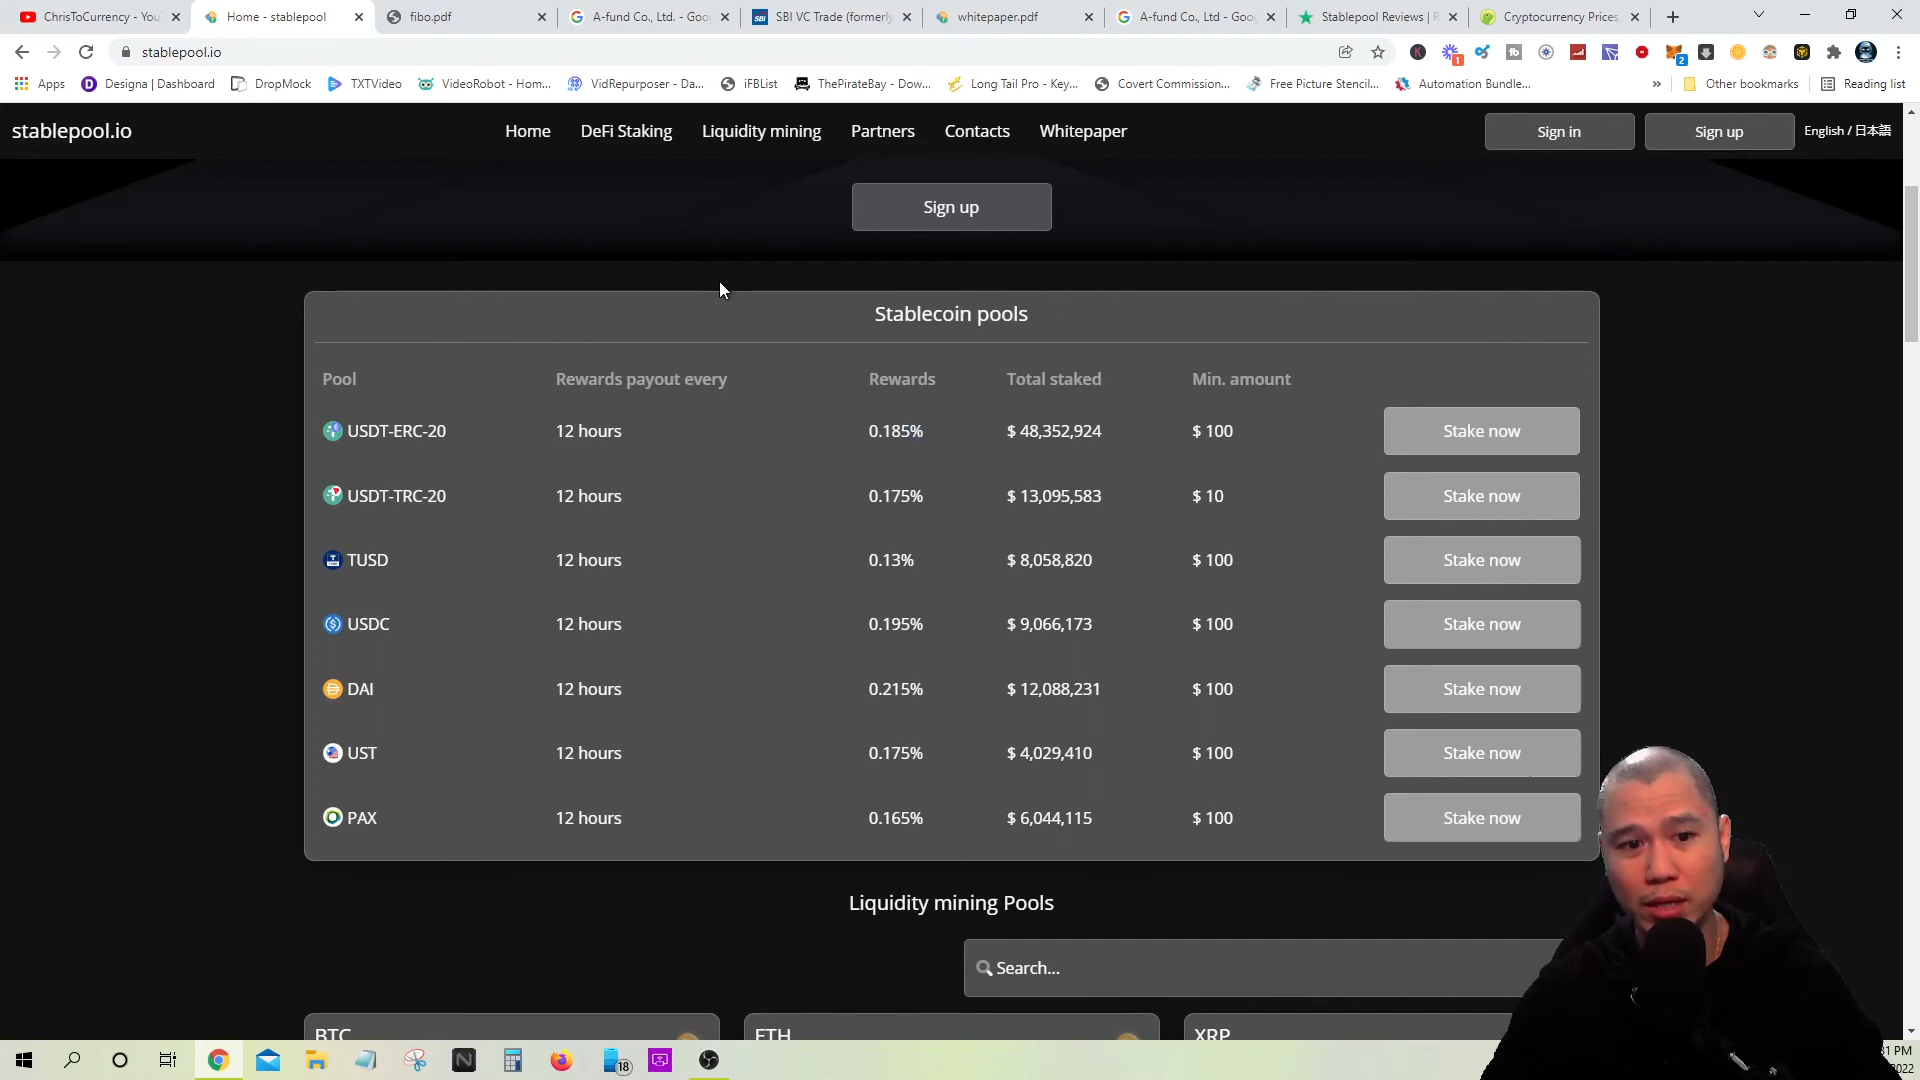 ChrisToCurrency - You
Home - stablepool
fibo.pdf
A-fund Co., Ltd. - Goo
SBI VC Trade (formerly
whitepaper.pdf
A-fund Co., Ltd - Goo
Stablepool Reviews | R
Cryptocurrency Prices,
stablepool.io
1
2
Apps
Designa | Dashboard
DropMock
TXTVideo
VideoRobot - Hom...
VidRepurposer - Da...
iFBList
ThePirateBay - Dow...
Long Tail Pro - Key...
Covert Commission...
Free Picture Stencil...
Automation Bundle...
»
Other bookmarks
Reading list
stablepool.io
Home
DeFi Staking
Liquidity mining
Partners
Contacts
Whitepaper
Sign in
Sign up
English / 日本語
Sign up
Stablecoin pools
Pool Rewards payout every Rewards Total staked Min. amount
USDT-ERC-20 12 hours 0.185% $ 48,352,924 $ 100 Stake now
USDT-TRC-20 12 hours 0.175% $ 13,095,583 $ 10 Stake now
TUSD 12 hours 0.13% $ 8,058,820 $ 100 Stake now
USDC 12 hours 0.195% $ 9,066,173 $ 100 Stake now
DAI 12 hours 0.215% $ 12,088,231 $ 100 Stake now
UST 12 hours 0.175% $ 4,029,410 $ 100 Stake now
PAX 12 hours 0.165% $ 6,044,115 $ 100 Stake now
Liquidity mining Pools
Search...
BTC
ETH
XRP
18
31 PM
2022